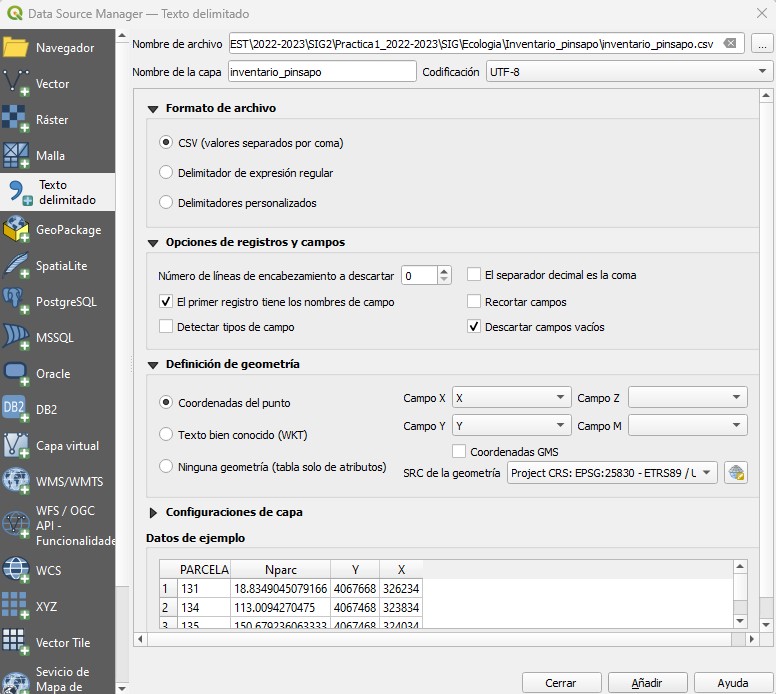 Data Source Manager — Texto delimitado
Navegador
Vector
Ráster
Malla
Texto
delimitado
GeoPackage
SpatiaLite
PostgreSQL
MSSQL
Oracle
DB2
DB2
Capa virtual
WMS/WMTS
WFS / OGC
API -
Funcionalidade
WCS
XYZ
Vector Tile
Sevicio de
Mapa de
Nombre de archivo EST\2022-2023\SIG2\Practica1_2022-2023\SIG\Ecologia\Inventario_pinsapo\inventario_pinsapo.csv ...
Nombre de la capa inventario_pinsapo Codificación UTF-8
Formato de archivo
CSV (valores separados por coma)
Delimitador de expresión regular
Delimitadores personalizados
Opciones de registros y campos
Número de líneas de encabezamiento a descartar 0 El separador decimal es la coma
El primer registro tiene los nombres de campo Recortar campos
Detectar tipos de campo Descartar campos vacíos
Definición de geometría
Coordenadas del punto Campo X X Campo Z
Texto bien conocido (WKT) Campo Y Y Campo M
Coordenadas GMS
Ninguna geometría (tabla solo de atributos) SRC de la geometría Project CRS: EPSG:25830 - ETRS89 / U
Configuraciones de capa
Datos de ejemplo
PARCELA Nparc Y X
1 131 18.8349045079166 4067668 326234
2 134 113.0094270475 4067468 323834
3 135 150.679236063333 4067468 324034
Cerrar Añadir Ayuda